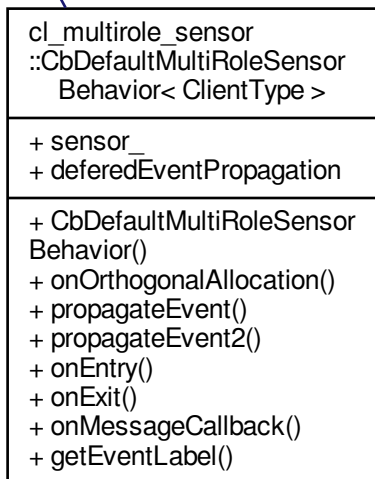 cl_multirole_sensor
::CbDefaultMultiRoleSensor
Behavior< ClientType >
+ sensor_
+ deferedEventPropagation
+ CbDefaultMultiRoleSensor
Behavior()
+ onOrthogonalAllocation()
+ propagateEvent()
+ propagateEvent2()
+ onEntry()
+ onExit()
+ onMessageCallback()
+ getEventLabel()